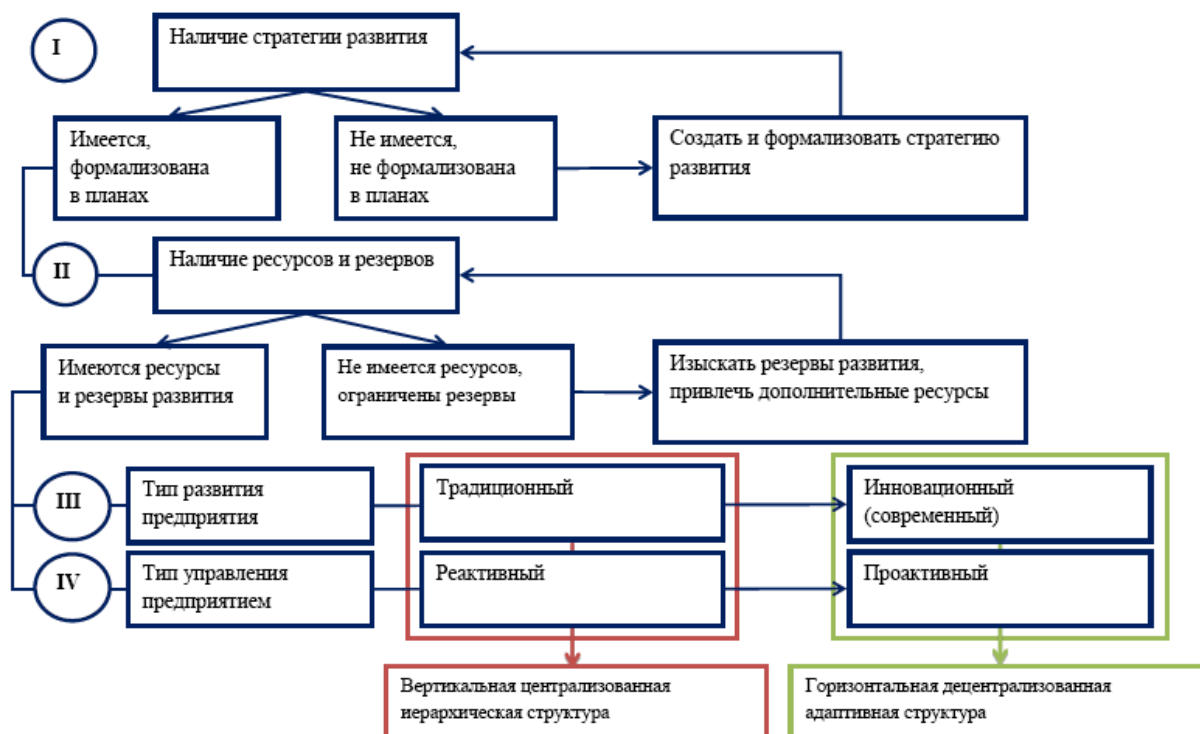 I
Наличие стратегии развития
Имеется,
формализована
в планах
Не имеется,
не формализована
в планах
Создать и формализовать стратегию
развития
II
Наличие ресурсов и резервов
Имеются ресурсы
и резервы развития
Не имеется ресурсов,
ограничены резервы
Изыскать резервы развития,
привлечь дополнительные ресурсы
III
Тип развития
предприятия
Традиционный
Инновационный
(современный)
IV
Тип управления
предприятием
Реактивный
Проактивный
Вертикальная централизованная
иерархическая структура
Горизонтальная децентрализованная
адаптивная структура